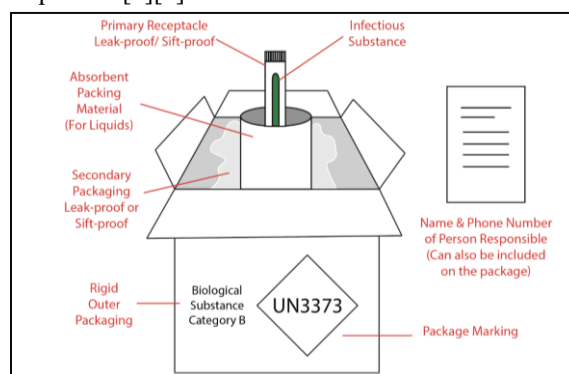 Primary Receptacle
Leak-proof/ Sift-proof
Infectious
Substance
Absorbent
Packing
Material
(For Liquids)
Secondary
Packaging
Leak-proof or
Sift-proof
Name & Phone Number
of Person Responsible
(Can also be included
on the package)
Rigid
Outer
Packaging
Biological
Substance
Category B
UN3373
Package Marking